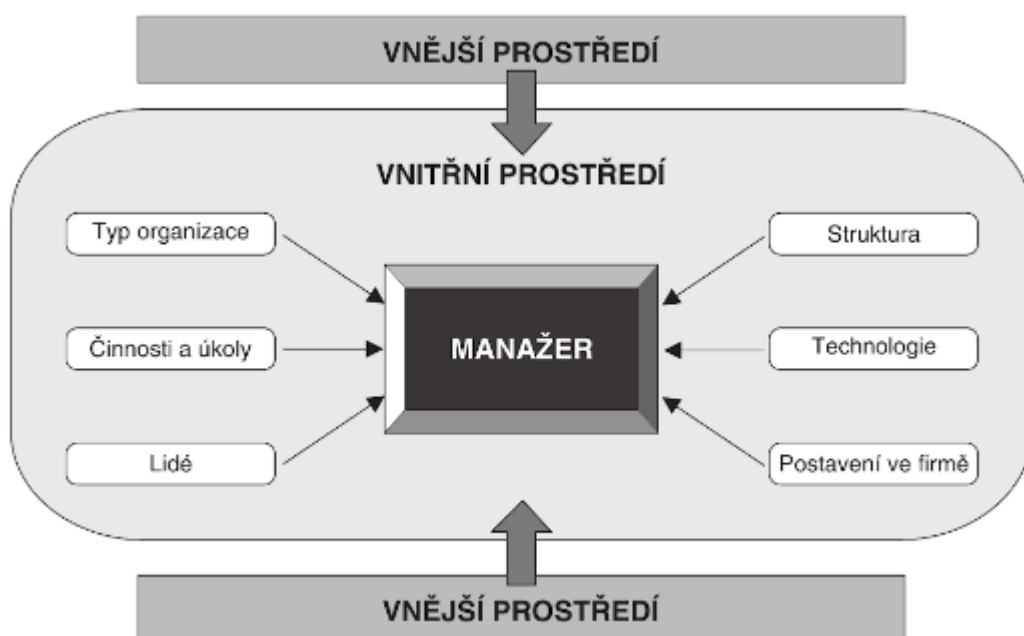 VNĚJŠÍ PROSTŘEDÍ
VNITŘNÍ PROSTŘEDÍ
Typ organizace
Struktura
Činnosti a úkoly
MANAŽER
Technologie
Lidé
Postavení ve firmě
VNĚJŠÍ PROSTŘEDÍ